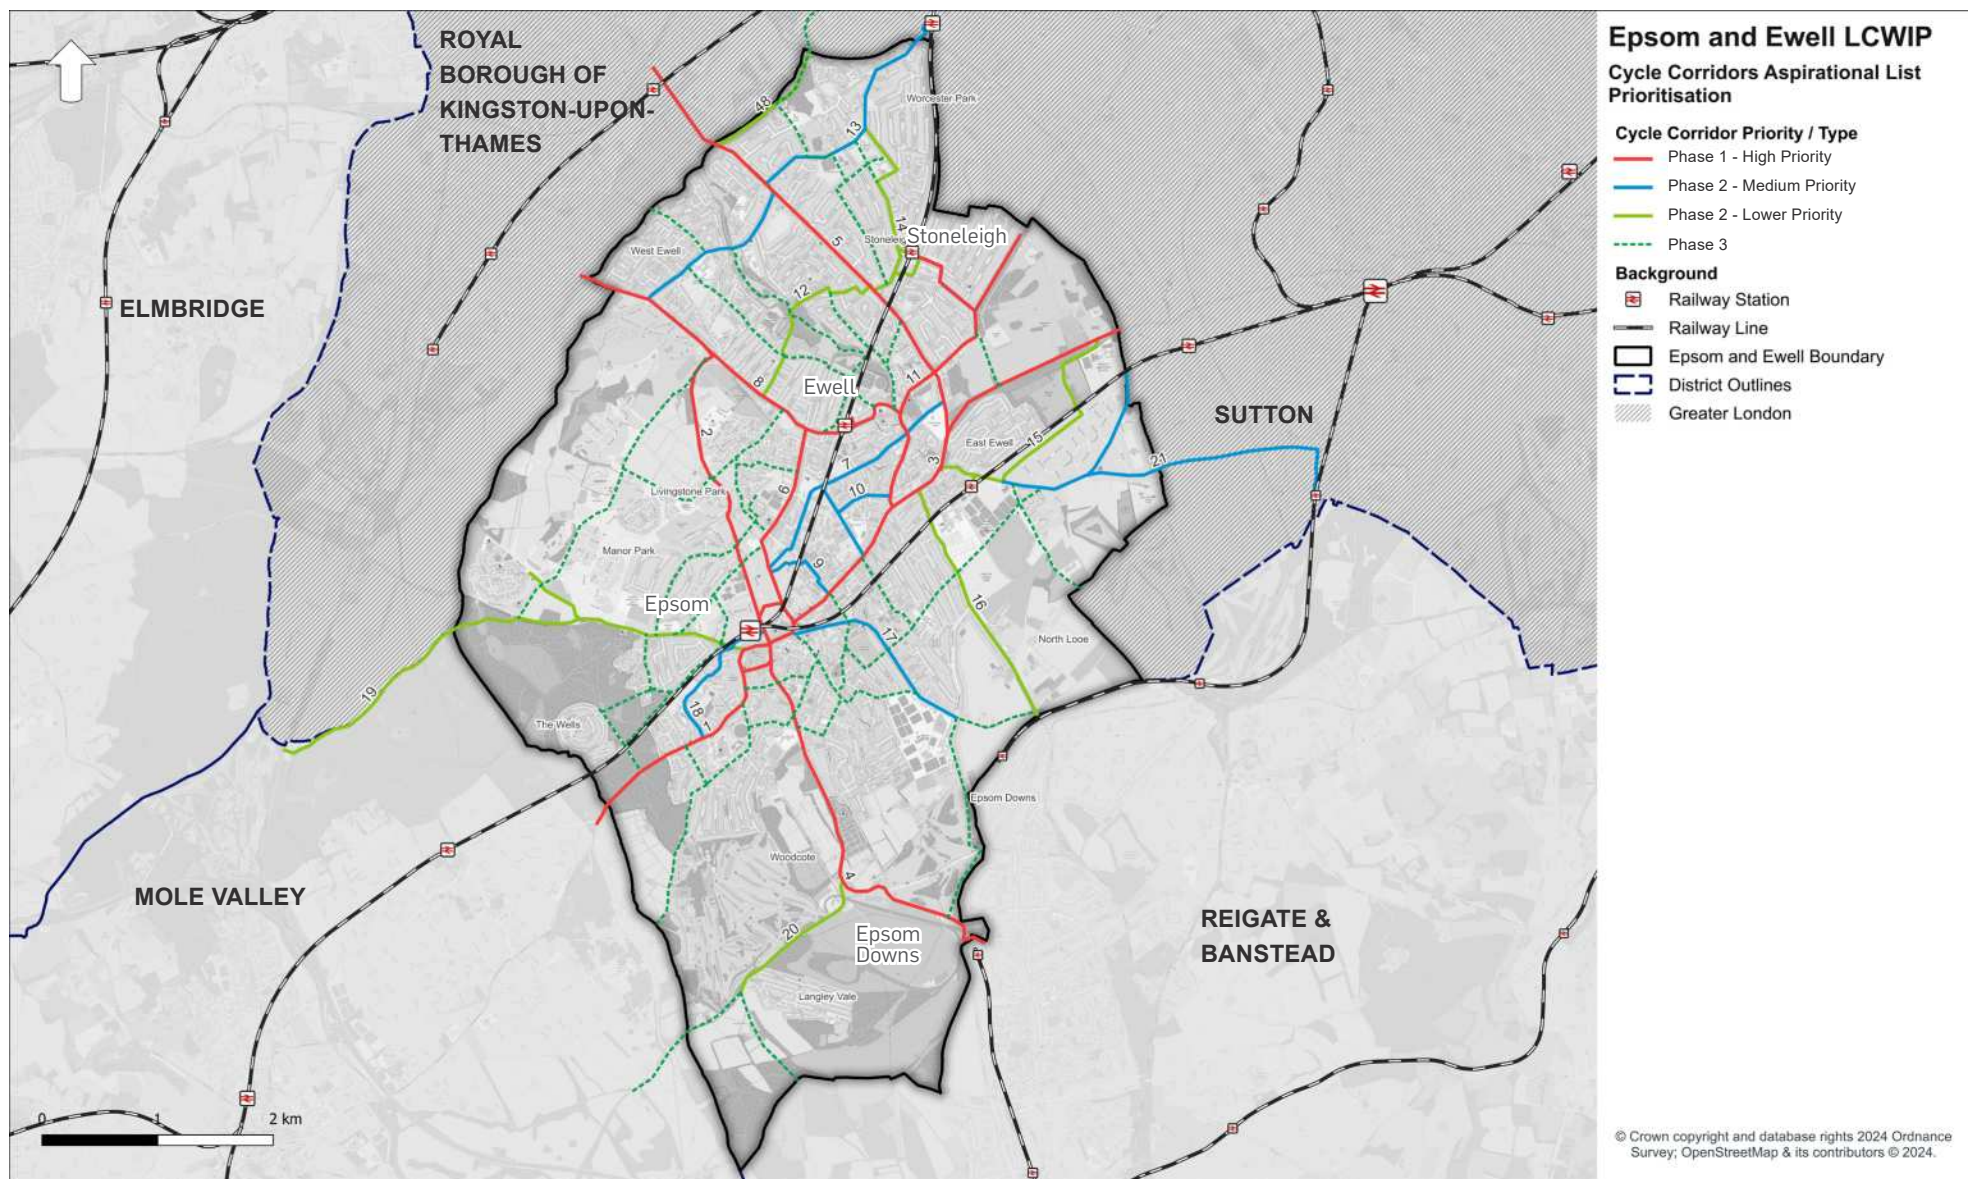 Epsom and Ewell LCWIP
Cycle Corridors Aspirational List
Prioritisation
Cycle Corridor Priority / Type
Phase 1 - High Priority
Phase 2 - Medium Priority
Phase 2 - Lower Priority
Phase 3
Background
Railway Station
Railway Line
Epsom and Ewell Boundary
District Outlines
Greater London
ROYAL
BOROUGH OF
KINGSTON-UPON-
THAMES
48
Worcester Park
13
14
Stoneleigh
5
West Ewell
ELMBRIDGE
12
8
Ewell
11
SUTTON
2
East Ewell
15
3
21
7
Livingstone Park
6
10
Manor Park
9
Epsom
16
17
North Looe
19
18
1
The Wells
Epsom Downs
Woodcote
4
MOLE VALLEY
20
Epsom
Downs
REIGATE &
BANSTEAD
Langley Vale
0 1 2 km
© Crown copyright and database rights 2024 Ordnance
Survey; OpenStreetMap & its contributors © 2024.